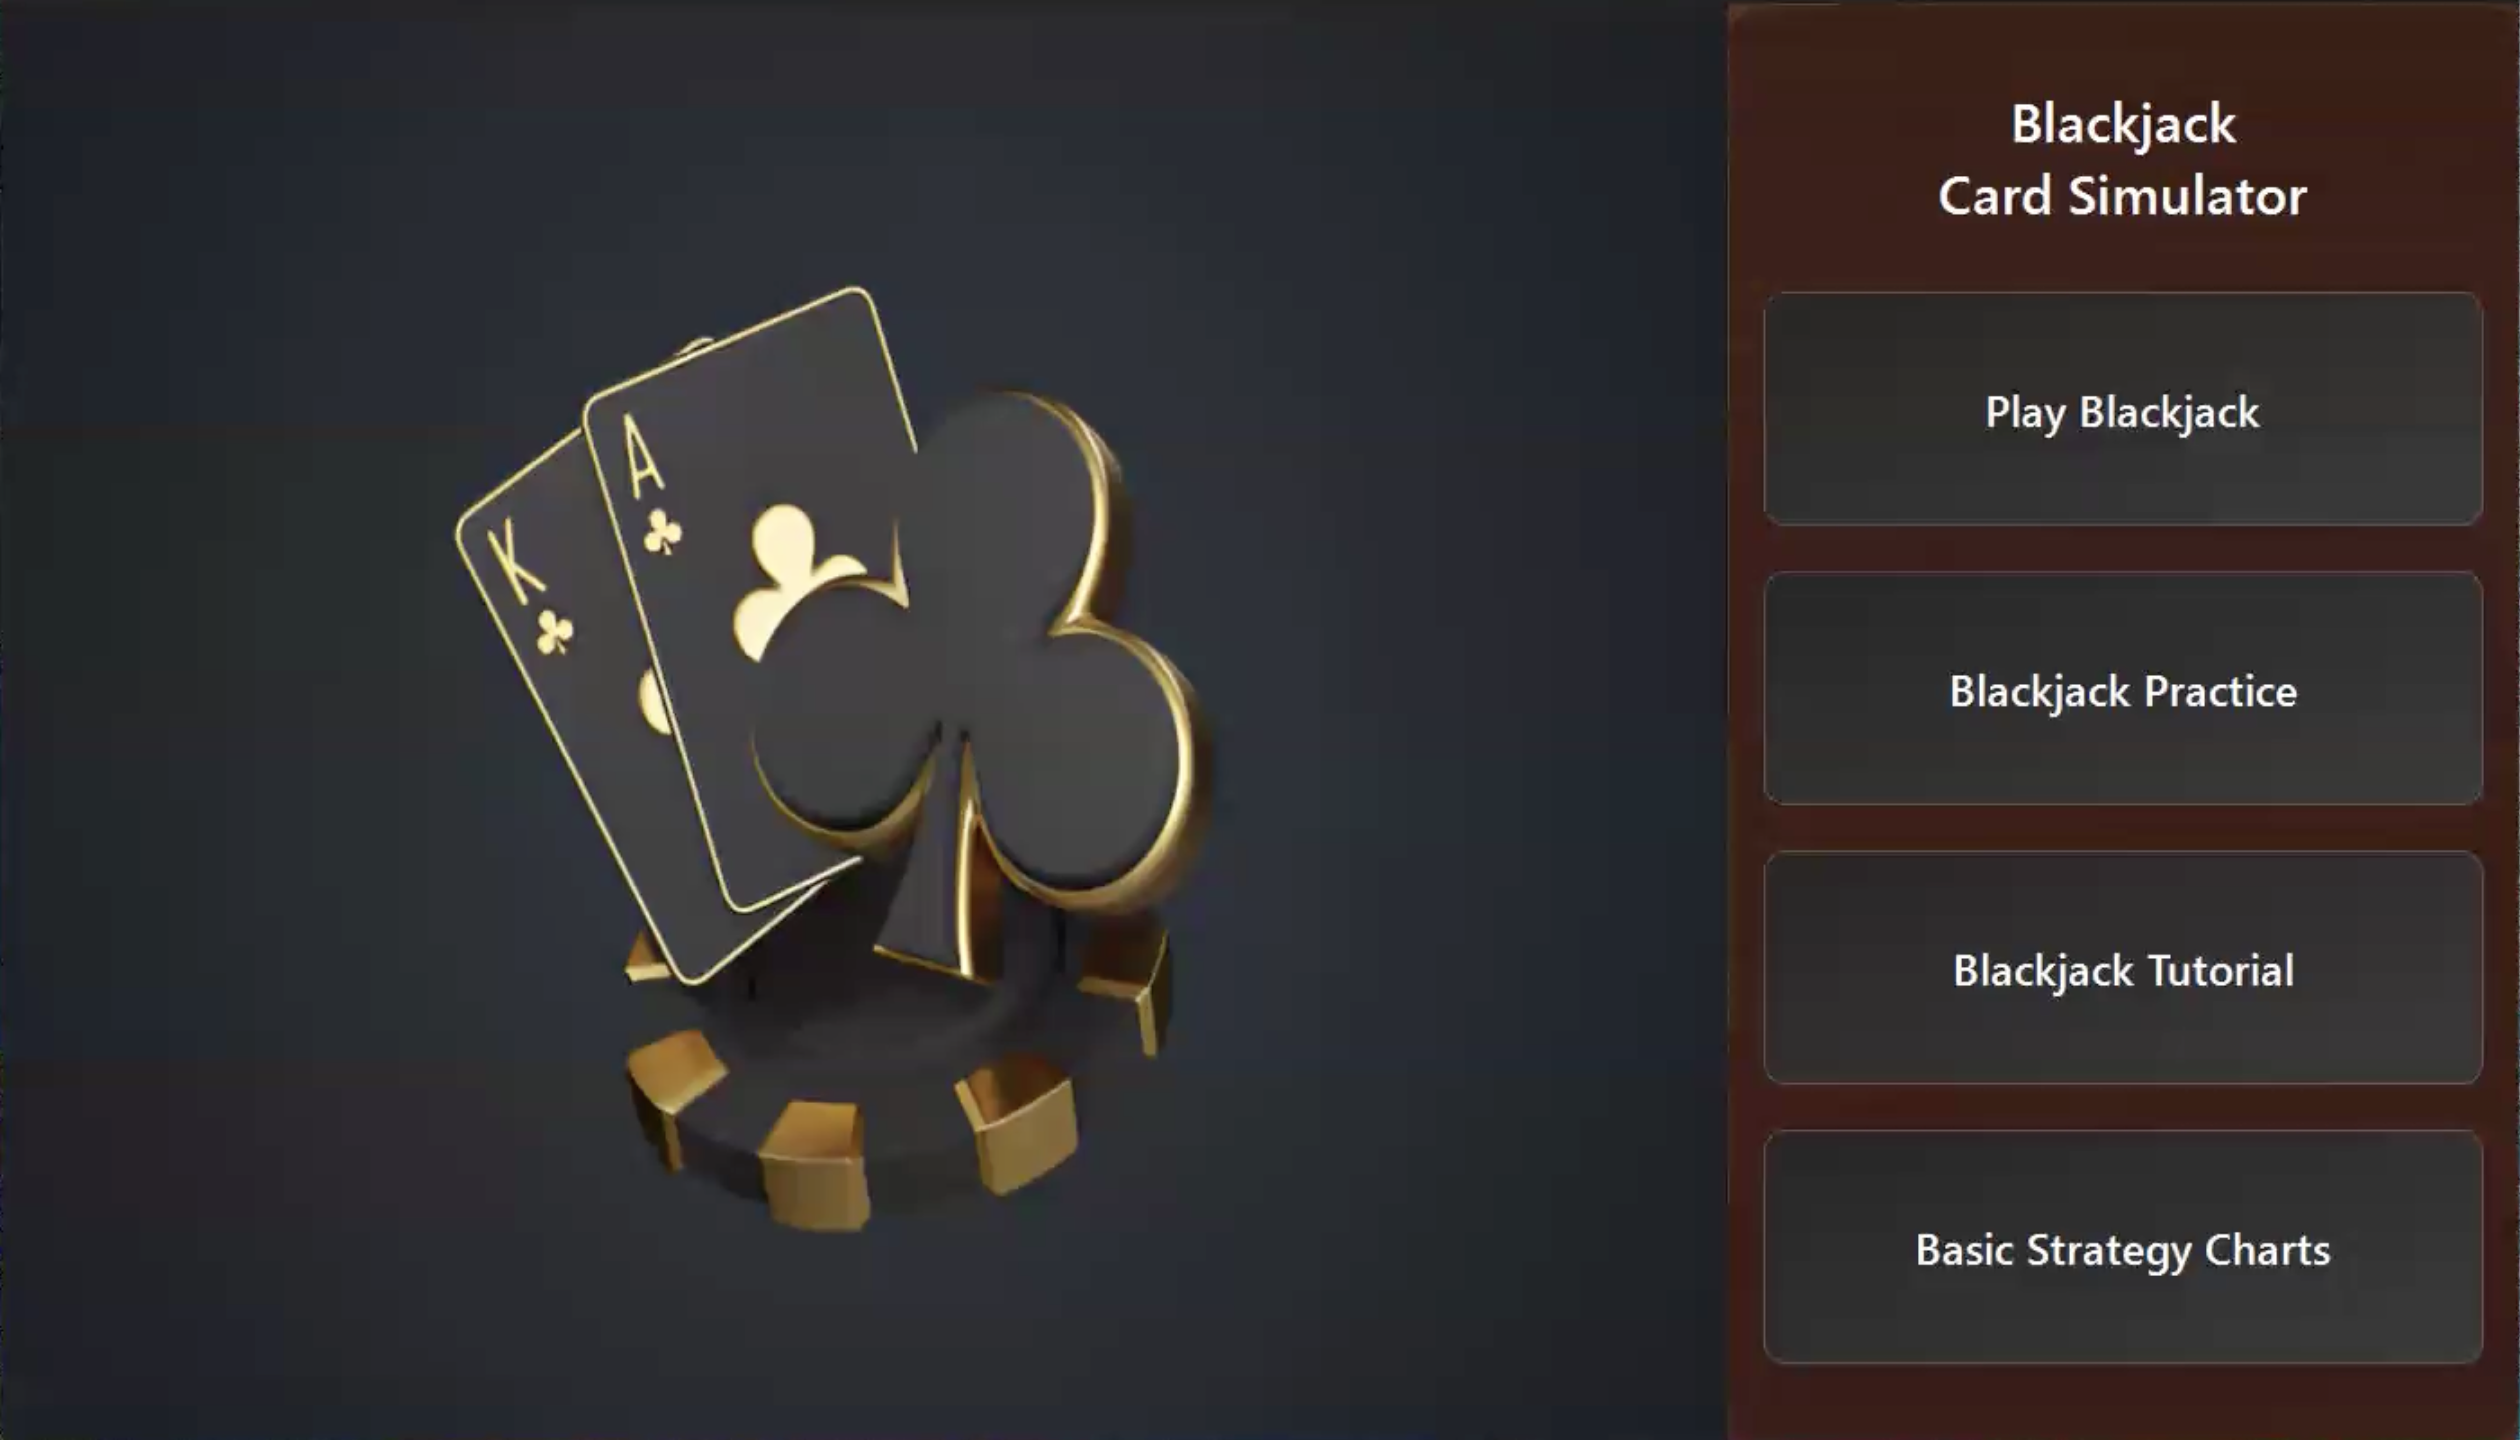 Blackjack
Card Simulator
A
K
Play Blackjack
Blackjack Practice
Blackjack Tutorial
Basic Strategy Charts